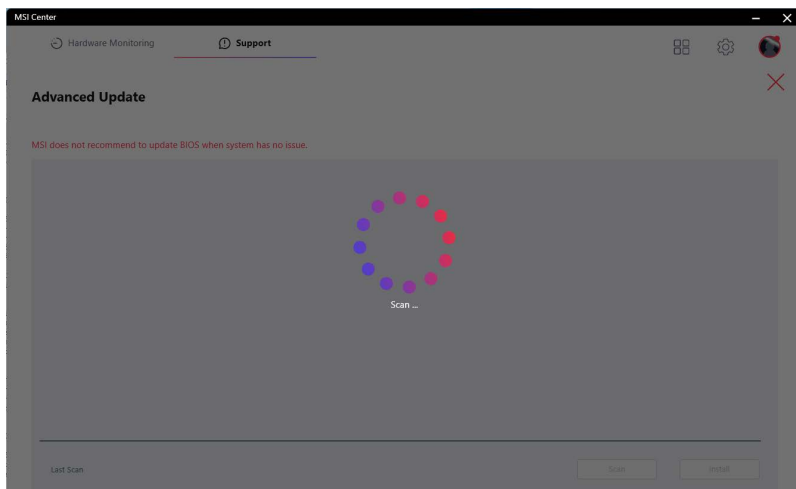 MSI Center
Hardware Monitoring
Support
Advanced Update
MSI does not recommend to update BIOS when system has no issue.
Scan ...
Last Scan
Scan
Install